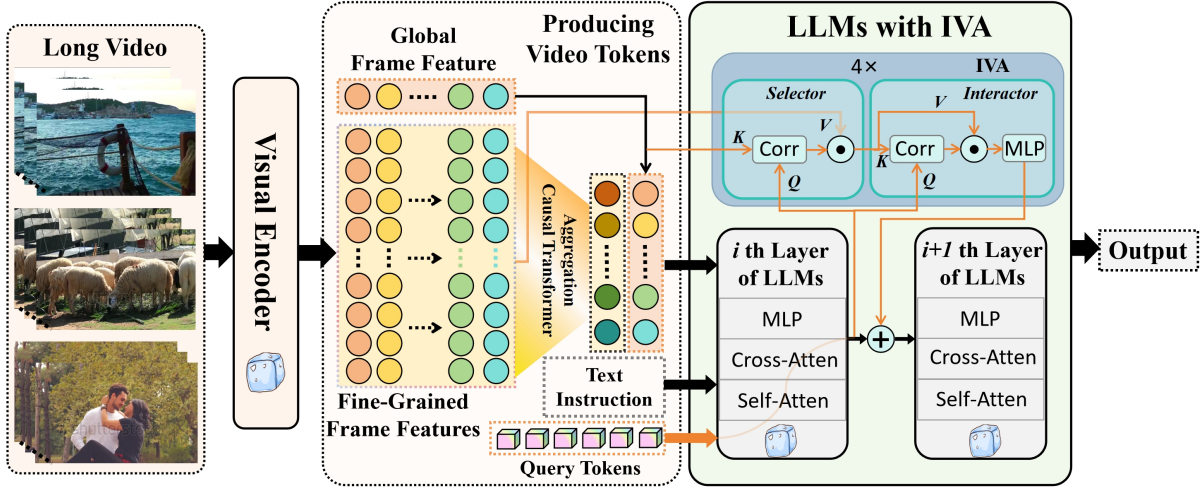 Long Video
Visual Encoder
Global
Frame Feature
Producing
Video Tokens
Aggregation
Causal Transformer
Fine-Grained
Frame Features
Text
Instruction
Query Tokens
LLMs with IVA
4×
IVA
Selector
Interactor
K
Corr
V
Q
K
Corr
V
Q
MLP
i th Layer
of LLMs
MLP
Cross-Atten
Self-Atten
i+1 th Layer
of LLMs
MLP
Cross-Atten
Self-Atten
Output